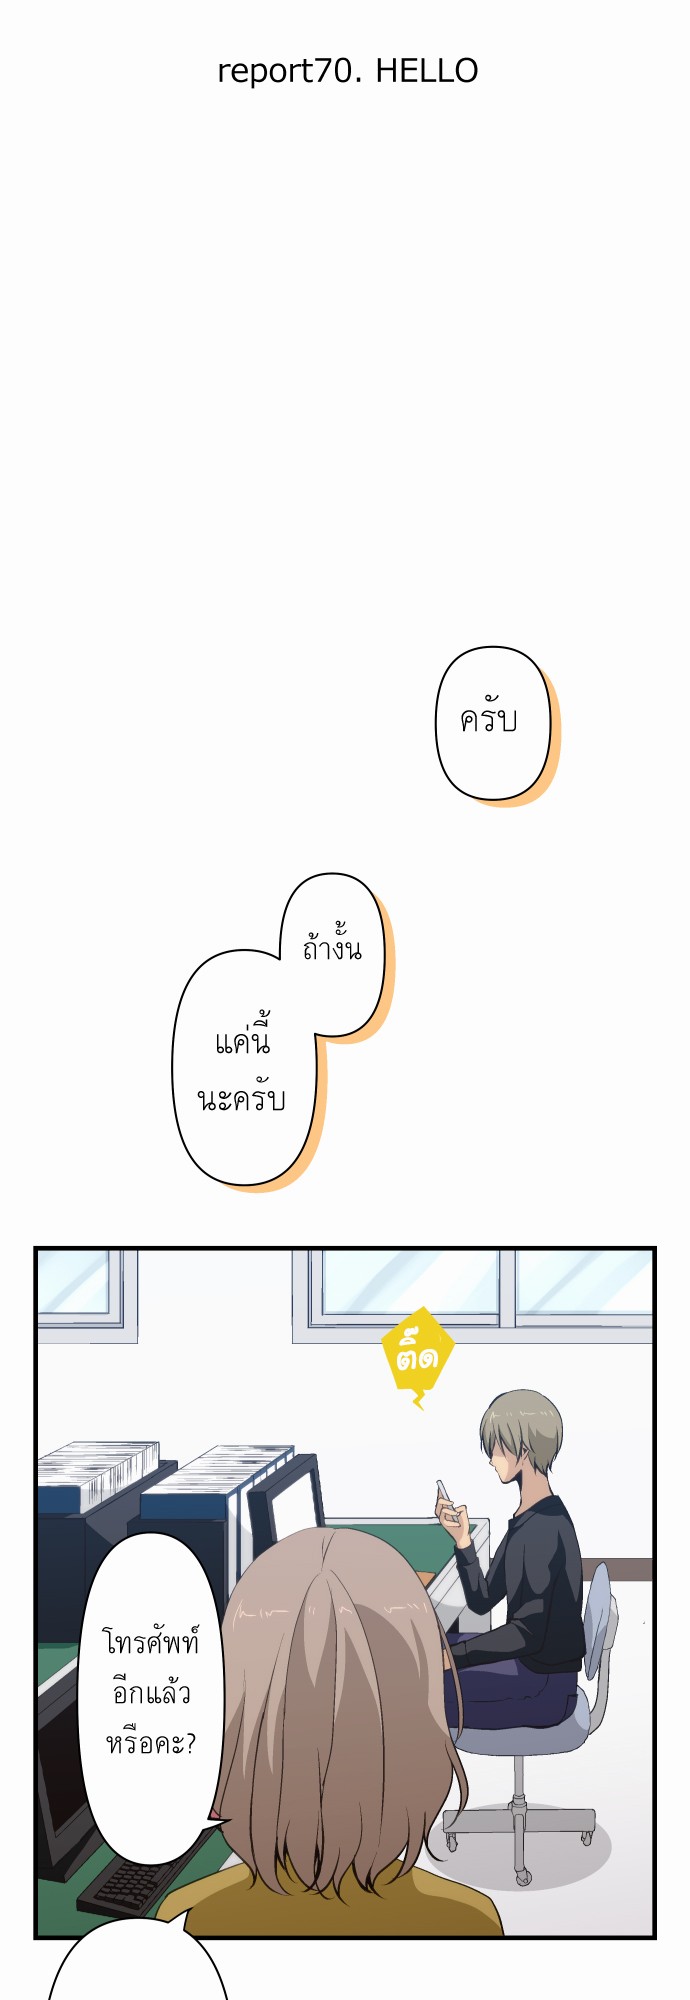 report70. HELLO
ครับ
ถ้างั้น
แค่นี้
นะครับ
ติ๊ด
โทรศัพท์
อีกแล้ว
หรือคะ?